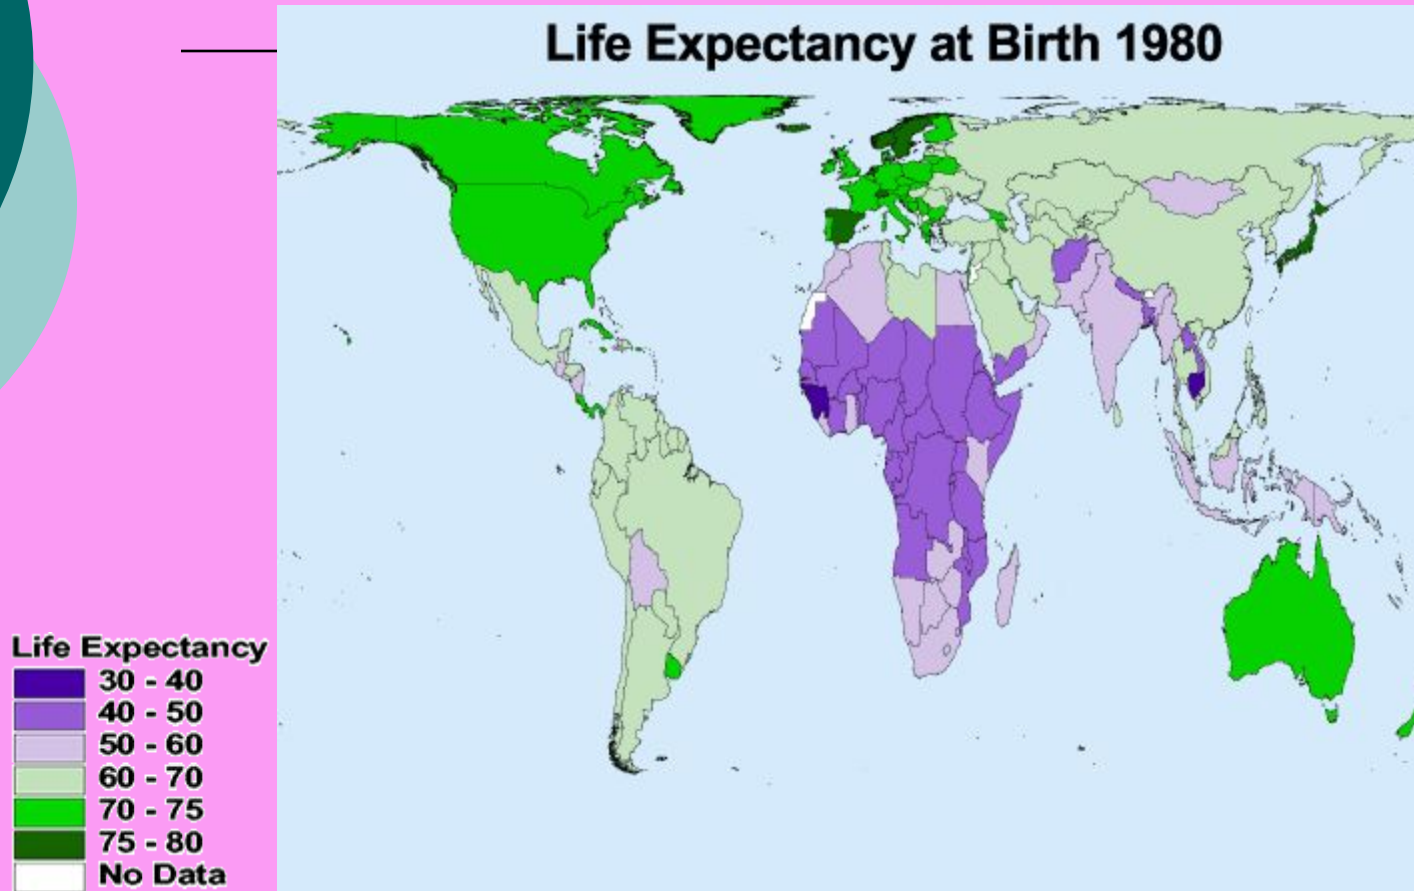 Life Expectancy at Birth 1980
Life Expectancy
30 - 40
40 - 50
50 - 60
60 - 70
70 - 75
75 - 80
No Data